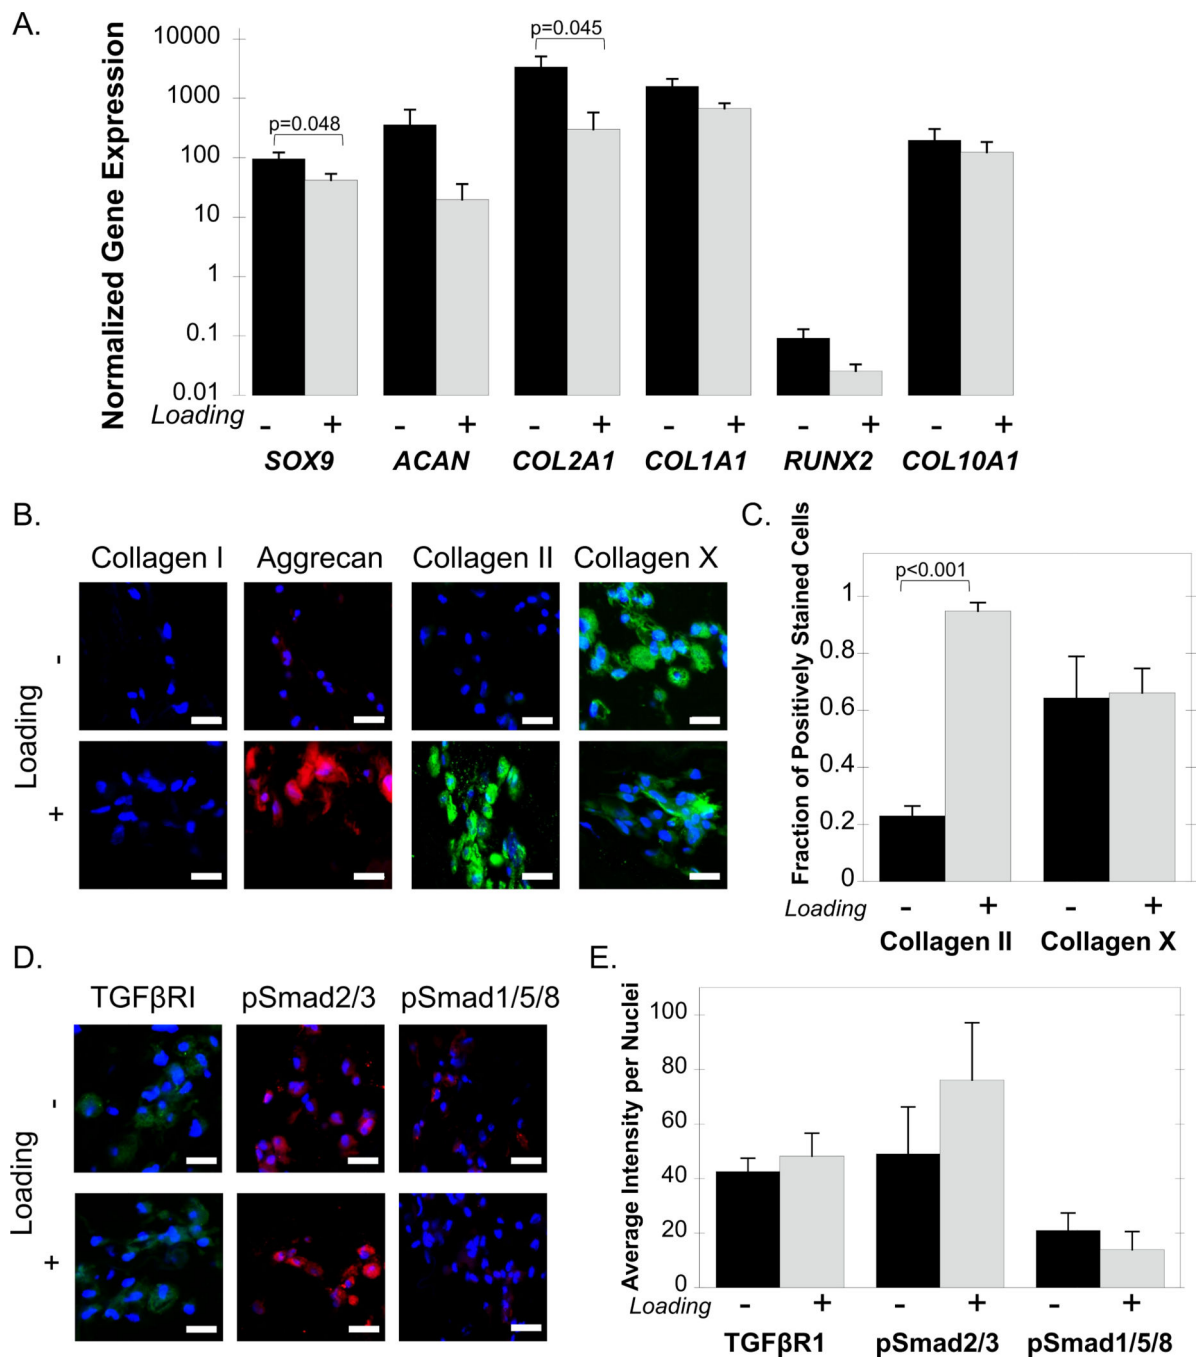 A.
Normalized Gene Expression
10000
1000
100
10
1
0.1
0.01
p=0.048
p=0.045
Loading - + - + - + - + - + - +
SOX9 ACAN COL2A1 COL1A1 RUNX2 COL10A1
B.
Collagen I Aggrecan Collagen II Collagen X
Loading
-
+
C.
Fraction of Positively Stained Cells
p<0.001
1
0.8
0.6
0.4
0.2
0
Loading - + - +
Collagen II Collagen X
D.
TGFβRI pSmad2/3 pSmad1/5/8
Loading
-
+
E.
Average Intensity per Nuclei
100
80
60
40
20
0
Loading - + - + - +
TGFβR1 pSmad2/3 pSmad1/5/8